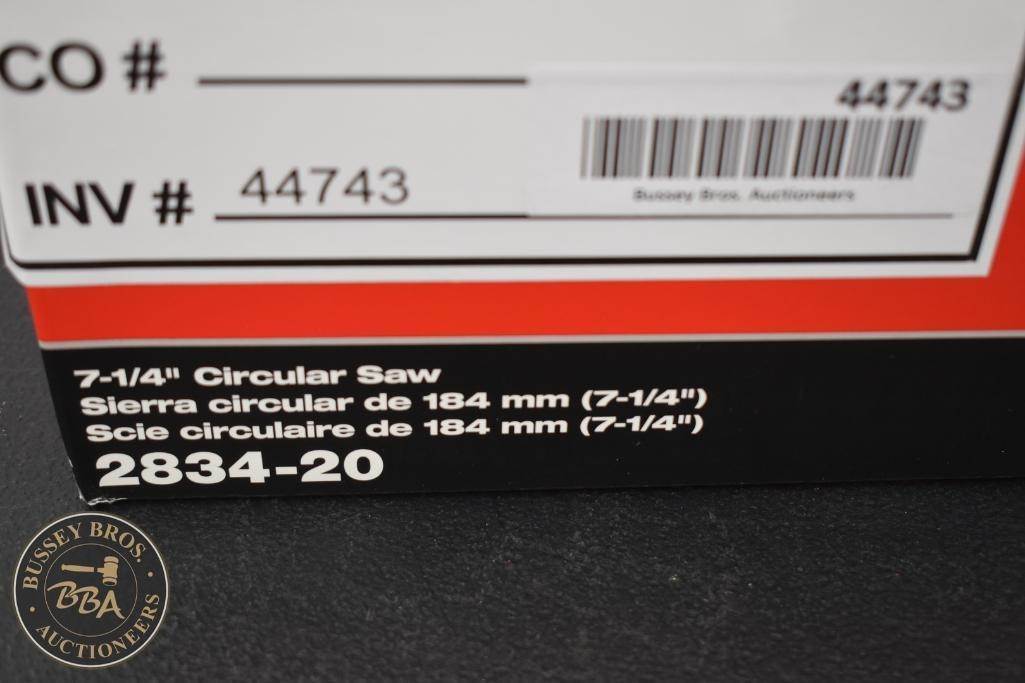 CO #
44743
Bussey Bros. Auctioneers
INV # 44743
7-1/4" Circular Saw
Sierra circular de 184 mm (7-1/4")
Scie circulaire de 184 mm (7-1/4")
2834-20
BUSSEY BROS.
BBA
AUCTIONEERS